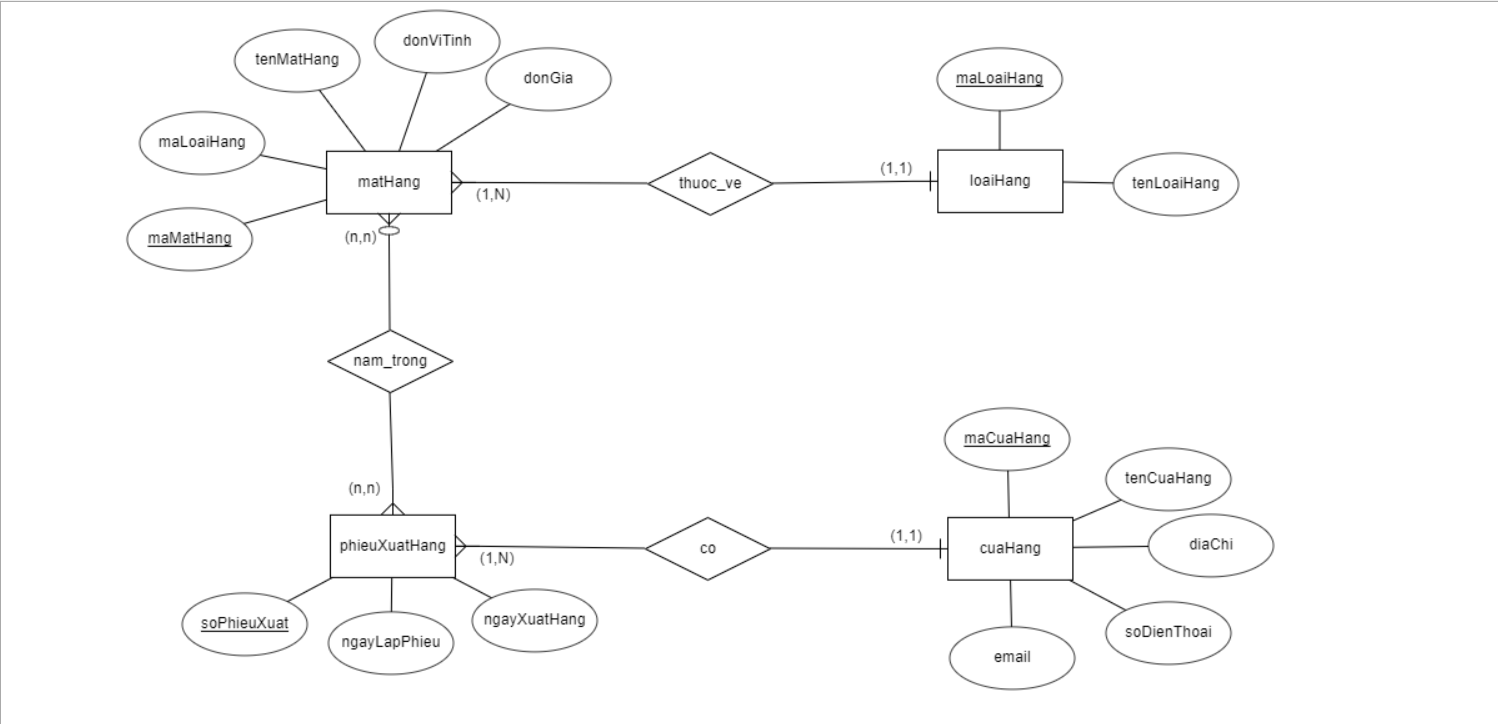 donViTinh
tenMatHang
donGia
maLoaiHang
maLoaiHang
matHang
(1,N)
thuoc_ve
(1,1)
loaiHang
tenLoaiHang
maMatHang
(n,n)
nam_trong
maCuaHang
tenCuaHang
(n,n)
phieuXuatHang
(1,N)
co
(1,1)
cuaHang
diaChi
soPhieuXuat
ngayLapPhieu
ngayXuatHang
soDienThoai
email